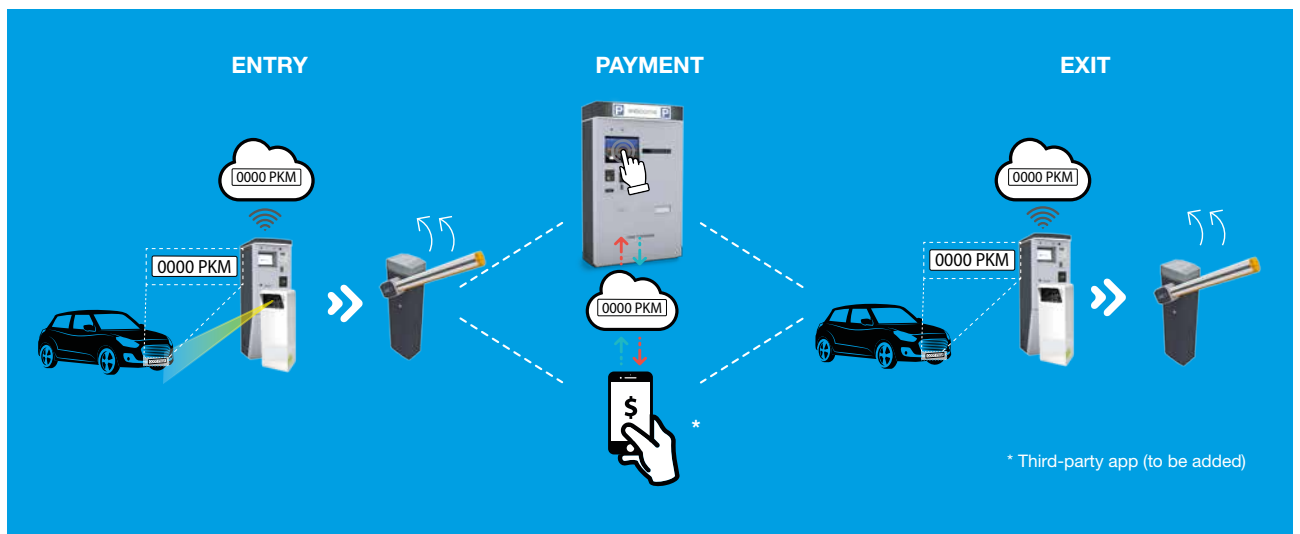 ENTRY
PAYMENT
EXIT
P welcome P
0000 PKM
0000 PKM
0000 PKM
0000 PKM
0000 PKM
$
*
* Third-party app (to be added)